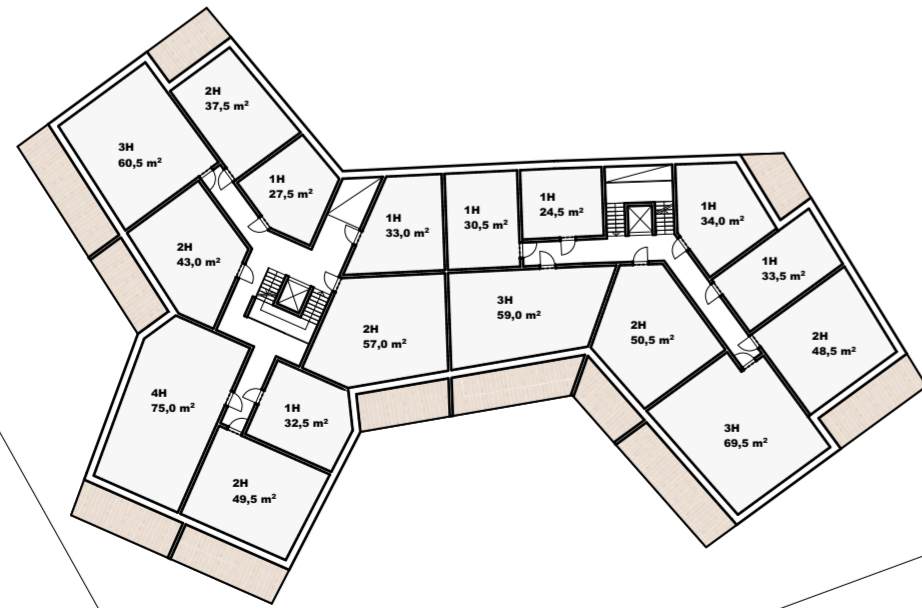 2H
37,5 m²
3H
60,5 m²
1H
27,5 m²
2H
43,0 m²
1H
33,0 m²
1H
30,5 m²
1H
24,5 m²
1H
34,0 m²
1H
33,5 m²
2H
57,0 m²
3H
59,0 m²
2H
50,5 m²
2H
48,5 m²
4H
75,0 m²
1H
32,5 m²
3H
69,5 m²
2H
49,5 m²